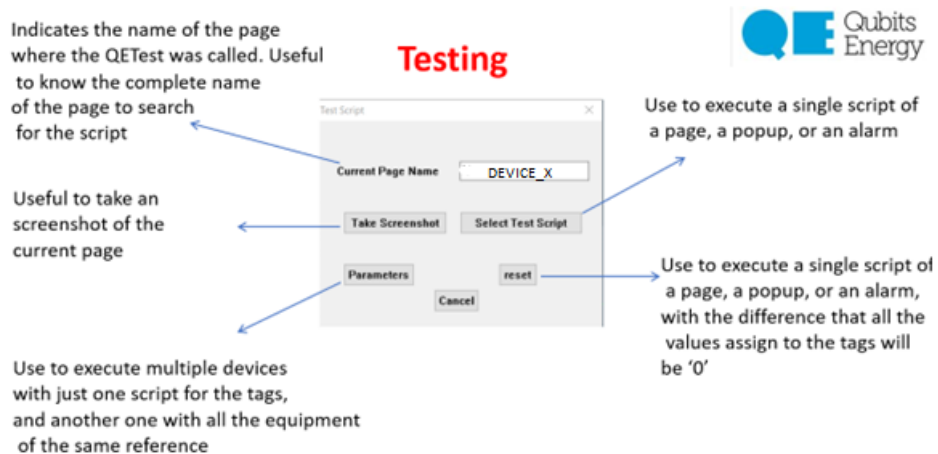 Indicates the name of the page
where the QETest was called. Useful
to know the complete name
of the page to search
for the script
Testing
QE Qubits
Energy
Test Script
Use to execute a single script of
a page, a popup, or an alarm
Current Page Name
DEVICE_X
Useful to take an
screenshot of the
current page
Take Screenshot
Select Test Script
Parameters
reset
Cancel
Use to execute a single script of
a page, a popup, or an alarm,
with the difference that all the
values assign to the tags will
be ‘0’
Use to execute multiple devices
with just one script for the tags,
and another one with all the equipment
of the same reference